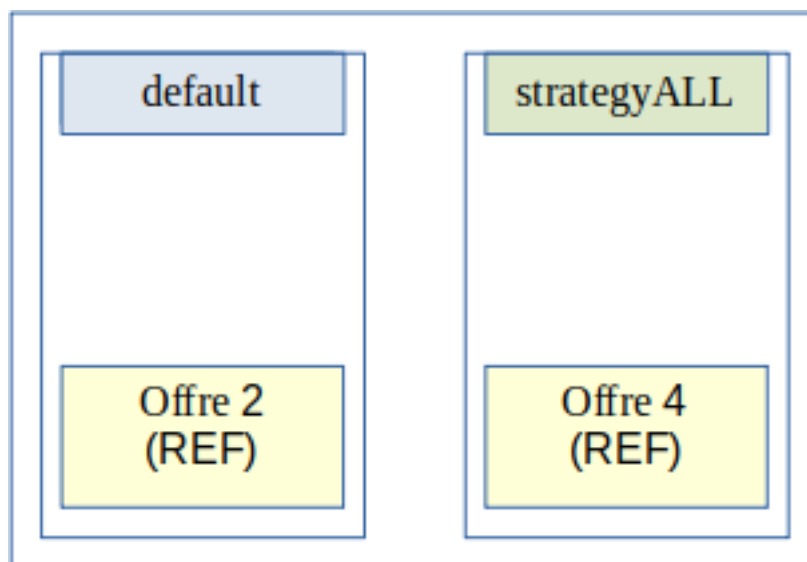 default
strategyALL
Offre 2
(REF)
Offre 4
(REF)